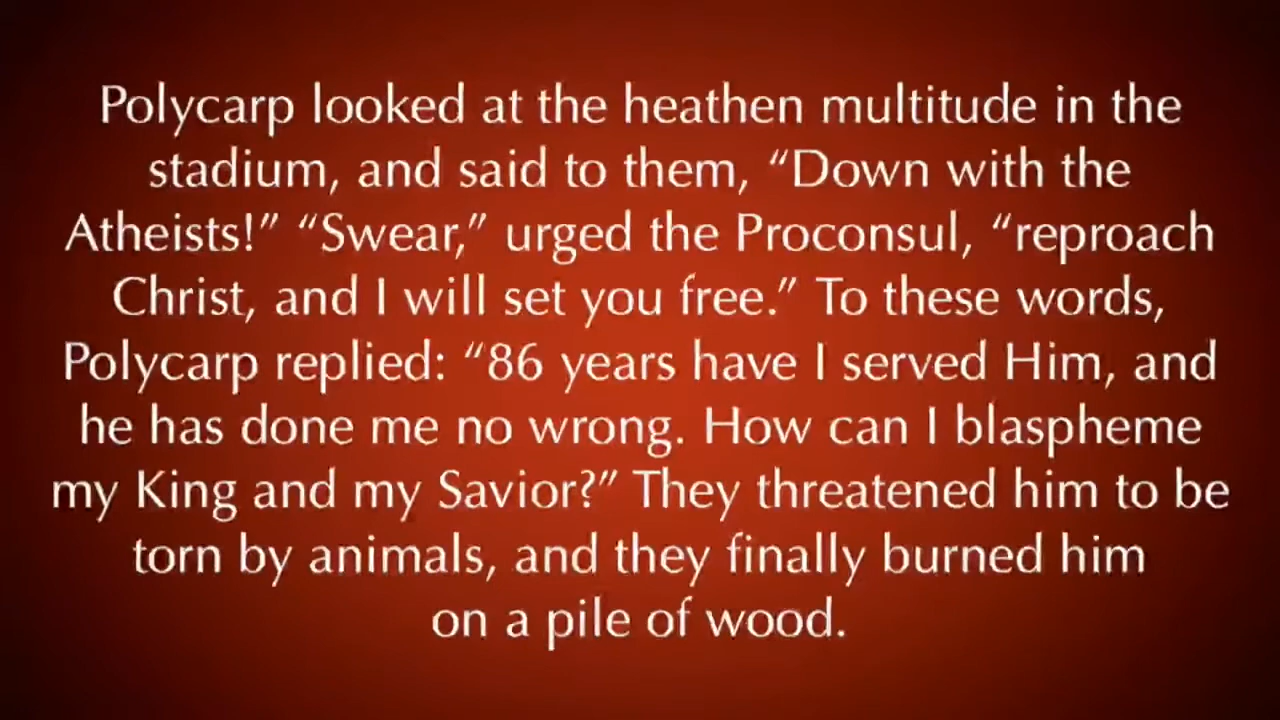 Polycarp looked at the heathen multitude in the
stadium, and said to them, “Down with the
Atheists!” “Swear,” urged the Proconsul, “reproach
Christ, and I will set you free.” To these words,
Polycarp replied: “86 years have I served Him, and
he has done me no wrong. How can I blaspheme
my King and my Savior?” They threatened him to be
torn by animals, and they finally burned him
on a pile of wood.